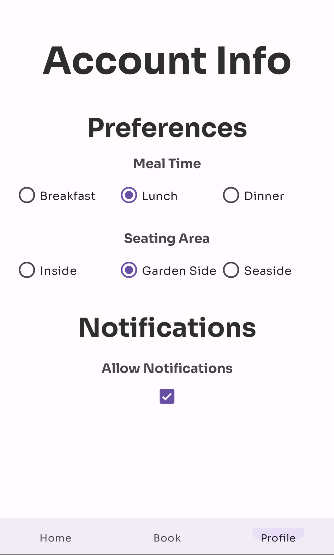 Account Info
Preferences
Meal Time
Breakfast Lunch Dinner
Seating Area
Inside Garden Side Seaside
Notifications
Allow Notifications
Home Book Profile